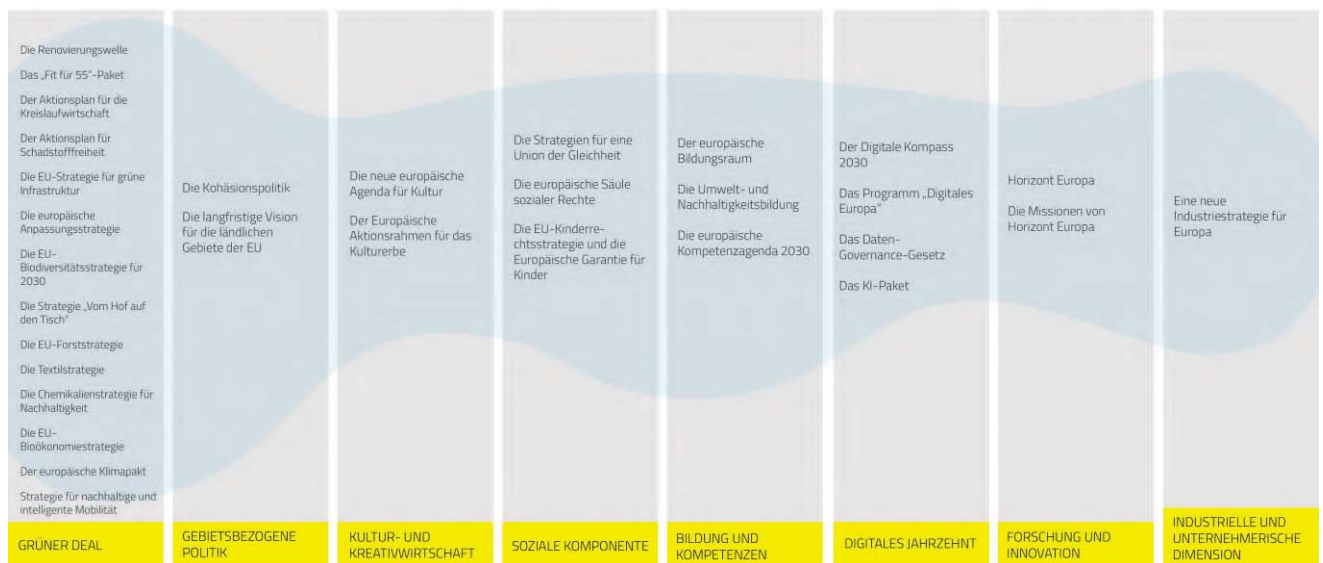 Die Renovierungswelle
Das „Fit für 55“-Paket
Der Aktionsplan für die
Kreislaufwirtschaft
Der Aktionsplan für
Schadstofffreiheit.
Die EU-Strategie für grüne
Infrastruktur
Die europäische
Anpassungsstrategie
Die EU-
Biodiversitätsstrategie für
2030
Die Strategie „Vom Hof auf
den Tisch“
Die EU-Forststrategie
Die Textilstrategie
Die Chemikalienstrategie für
Nachhaltigkeit
Die EU-
Bioökonomiestrategie
Der europäische Klimapakt
Strategie für nachhaltige und
intelligente Mobilität
GRÜNER DEAL
Die Kohäsionspolitik
Die langfristige Vision
für die ländlichen
Gebiete der EU
GEBIETSBEZOGENE
POLITIK
Die neue europäische
Agenda für Kultur
Der Europäische
Aktionsrahmen für das
Kulturerbe
KULTUR- UND
KREATIVWIRTSCHAFT
Die Strategien für eine
Union der Gleichheit
Die europäische Säule
sozialer Rechte
Die EU-Kinderre-
chtsstrategie und die
Europäische Garantie für
Kinder
SOZIALE KOMPONENTE
Der europäische
Bildungsraum
Die Umwelt- und
Nachhaltigkeitsbildung
Die europäische
Kompetenzagenda 2030
BILDUNG UND
KOMPETENZEN
Der Digitale Kompass
2030
Das Programm „Digitales
Europa“
Das Daten-
Governance-Gesetz
Das KI-Paket
DIGITALES JAHRZEHNT
Horizont Europa
Die Missionen von
Horizont Europa
FORSCHUNG UND
INNOVATION
Eine neue
Industriestrategie für
Europa
INDUSTRIELLE UND
UNTERNEHMERISCHE
DIMENSION